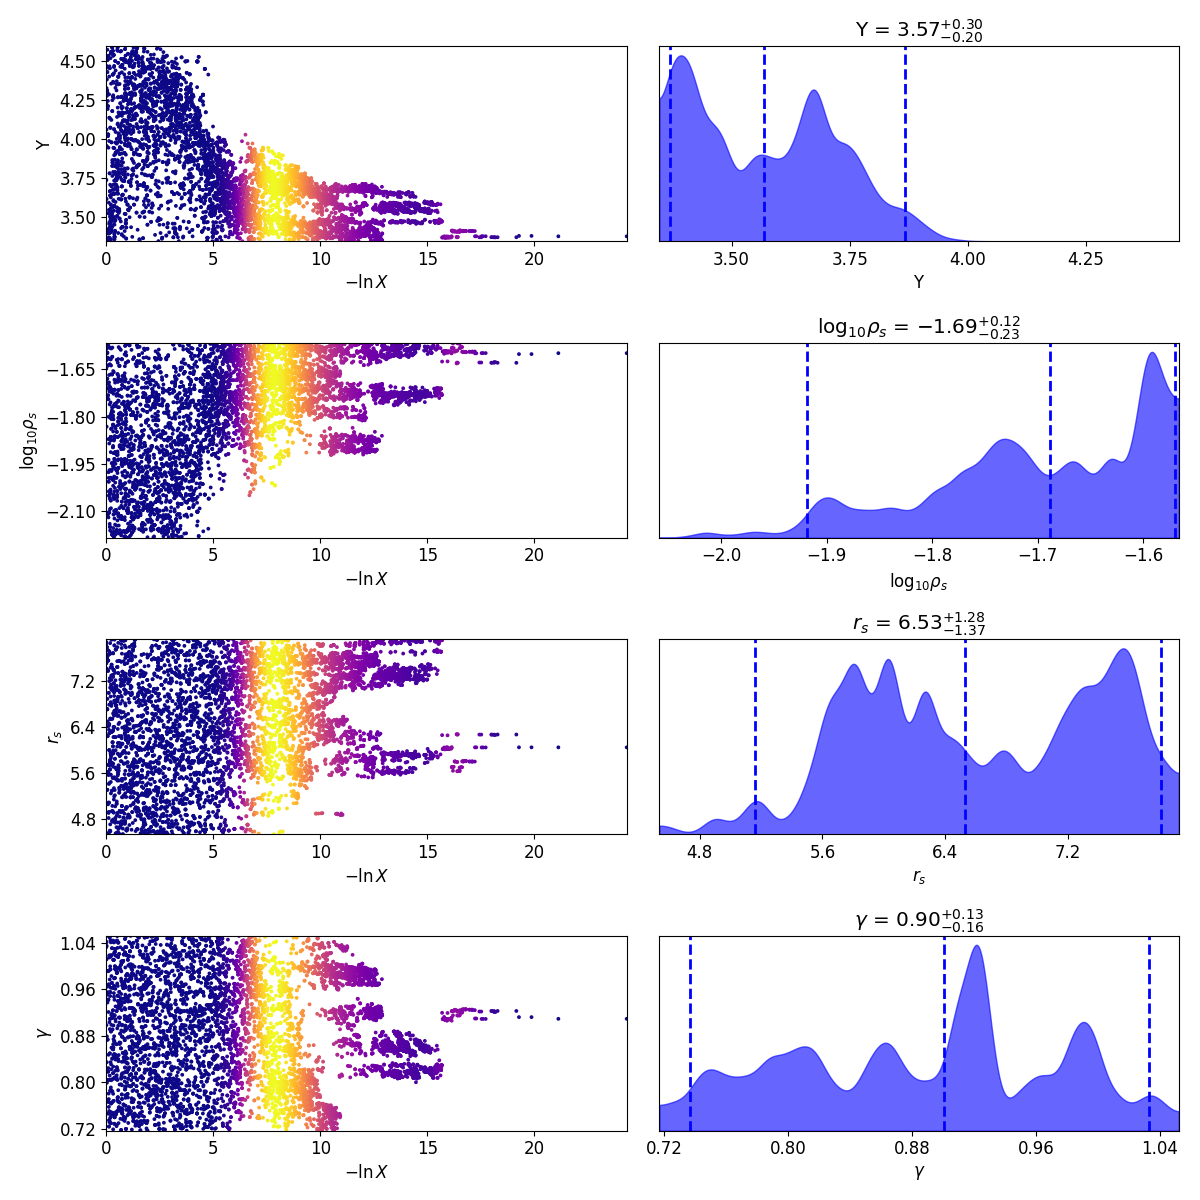 Y = 3.57^{+0.30}_{-0.20}
4.50
4.25
4.00
3.75
3.50
Y
0 5 10 15 20
−ln X
3.50 3.75 4.00 4.25
Y
log₁₀ρₛ = −1.69^{+0.12}_{−0.23}
−1.65
−1.80
−1.95
−2.10
log₁₀ρₛ
0 5 10 15 20
−ln X
−2.0 −1.9 −1.8 −1.7 −1.6
log₁₀ρₛ
rₛ = 6.53^{+1.28}_{−1.37}
7.2
6.4
5.6
4.8
rₛ
0 5 10 15 20
−ln X
4.8 5.6 6.4 7.2
rₛ
γ = 0.90^{+0.13}_{−0.16}
1.04
0.96
0.88
0.80
0.72
γ
0 5 10 15 20
−ln X
0.72 0.80 0.88 0.96 1.04
γ